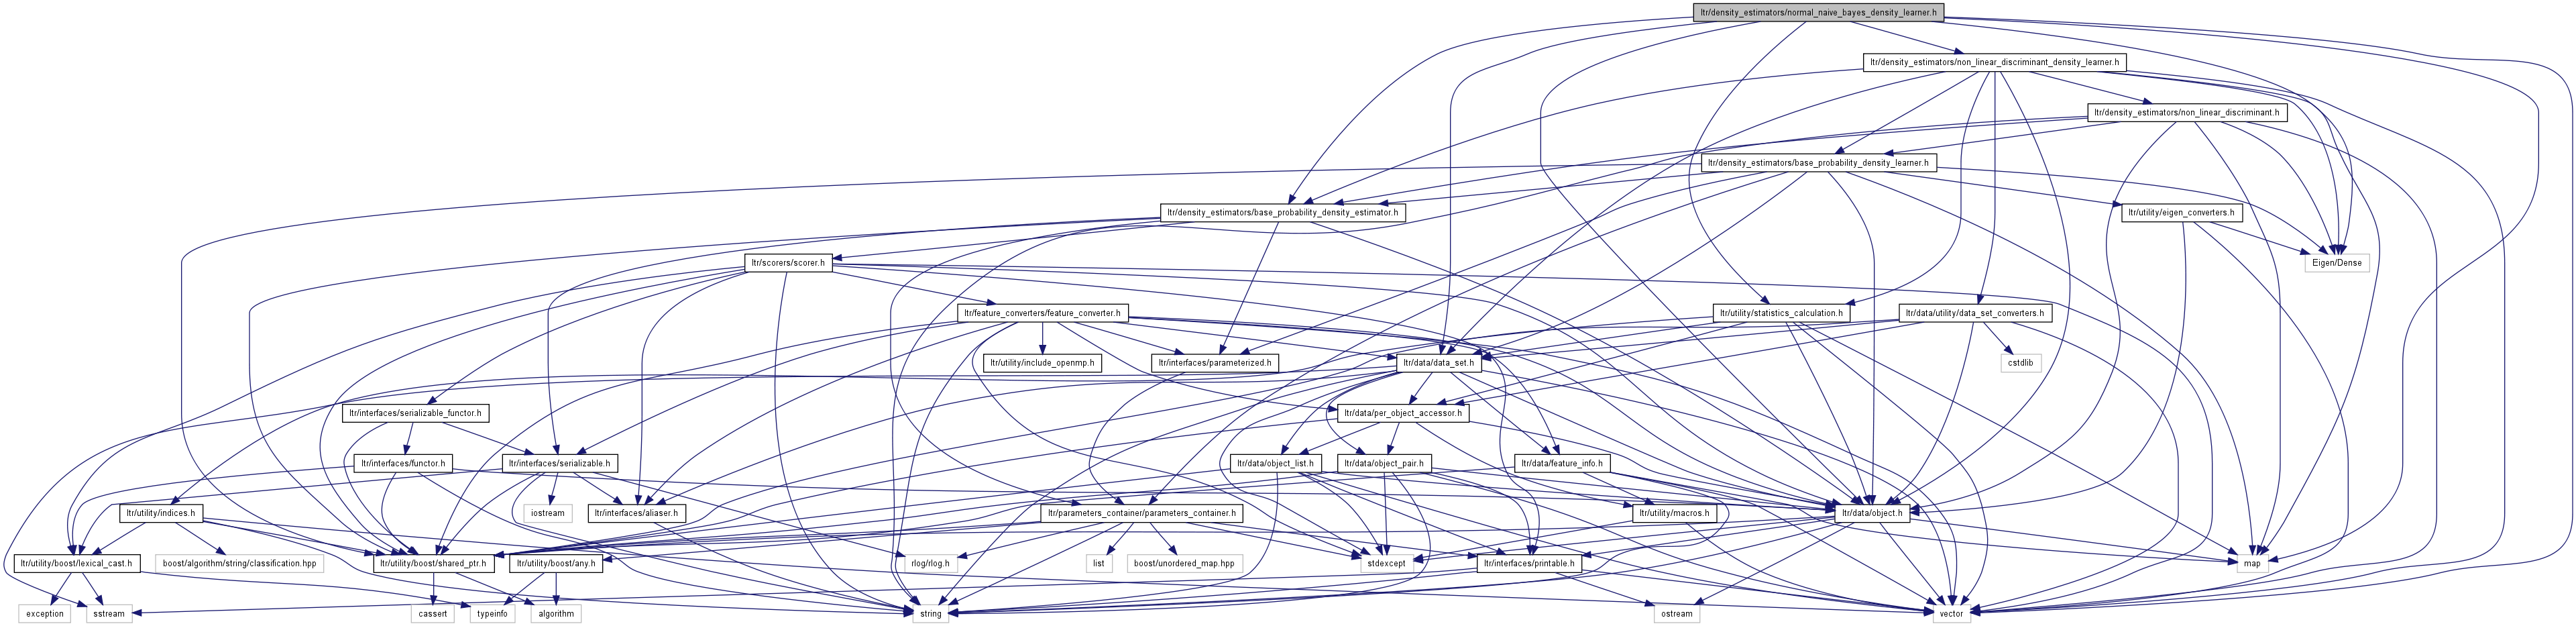 ltr/density_estimators/normal_naive_bayes_density_learner.h
ltr/density_estimators/non_linear_discriminant_density_learner.h
ltr/density_estimators/non_linear_discriminant.h
ltr/density_estimators/base_probability_density_learner.h
ltr/density_estimators/base_probability_density_estimator.h
ltr/utility/eigen_converters.h
ltr/scorers/scorer.h
Eigen/Dense
ltr/feature_converters/feature_converter.h
ltr/utility/statistics_calculation.h
ltr/data/utility/data_set_converters.h
ltr/utility/include_openmp.h
ltr/interfaces/parameterized.h
ltr/data/data_set.h
cstdlib
ltr/interfaces/serializable_functor.h
ltr/data/per_object_accessor.h
ltr/interfaces/functor.h
ltr/interfaces/serializable.h
ltr/data/object_list.h
ltr/data/object_pair.h
ltr/data/feature_info.h
ltr/utility/indices.h
iostream
ltr/interfaces/aliaser.h
ltr/parameters_container/parameters_container.h
ltr/utility/macros.h
ltr/data/object.h
ltr/utility/boost/lexical_cast.h
boost/algorithm/string/classification.hpp
ltr/utility/boost/shared_ptr.h
ltr/utility/boost/any.h
rlog/rlog.h
list
boost/unordered_map.hpp
stdexcept
ltr/interfaces/printable.h
map
exception
sstream
cassert
typeinfo
algorithm
string
ostream
vector